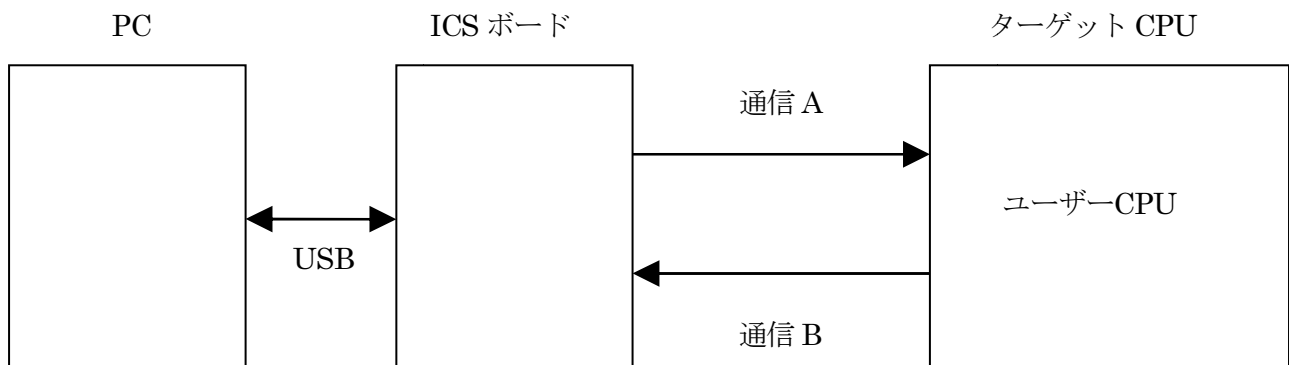 PC
ICS ボード
ターゲット CPU
通信 A
ユーザーCPU
USB
通信 B